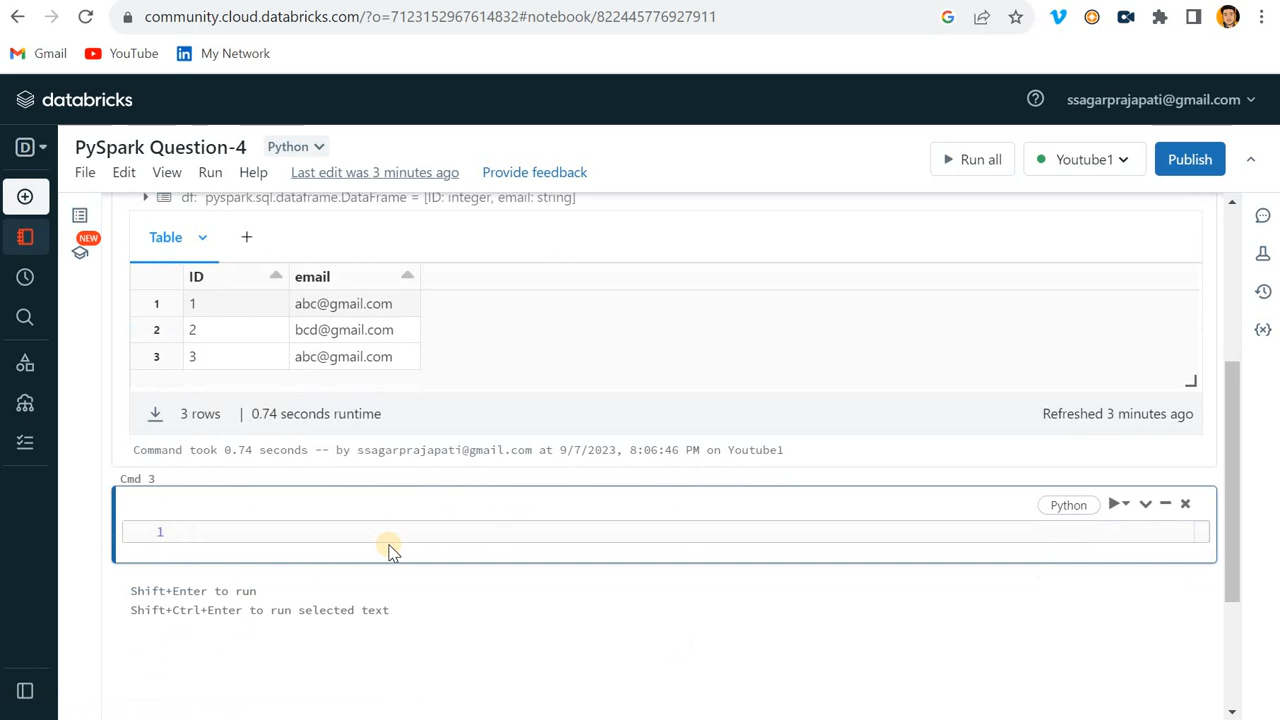 community.cloud.databricks.com/?o=7123152967614832#notebook/822445776927911
Gmail YouTube My Network
databricks
ssagarprajapati@gmail.com
D
PySpark Question-4 Python
Run all Youtube1 Publish
File Edit View Run Help Last edit was 3 minutes ago Provide feedback
df: pyspark.sql.dataframe.DataFrame = [ID: integer, email: string]
NEW
Table +
ID email
1 1 abc@gmail.com
2 2 bcd@gmail.com
3 3 abc@gmail.com
3 rows | 0.74 seconds runtime Refreshed 3 minutes ago
Command took 0.74 seconds -- by ssagarprajapati@gmail.com at 9/7/2023, 8:06:46 PM on Youtube1
Cmd 3
Python
1
Shift+Enter to run
Shift+Ctrl+Enter to run selected text